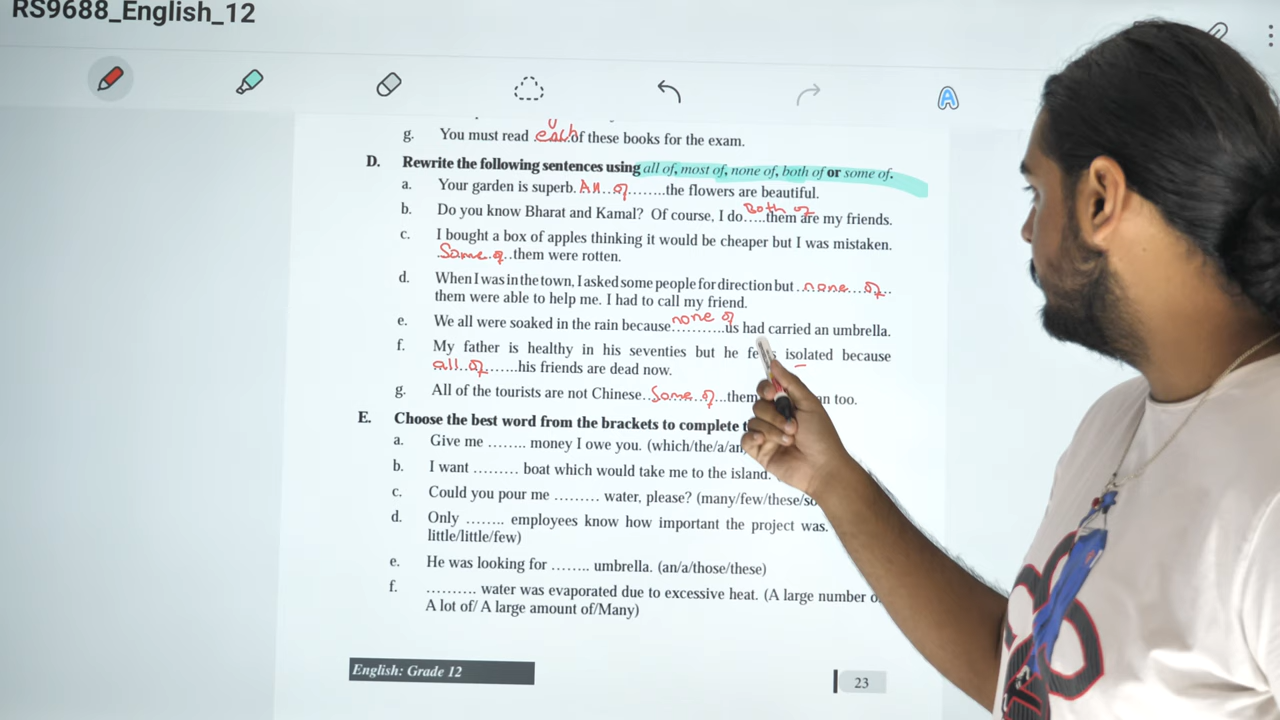 RS9688_English_12
A
g. You must read each of these books for the exam.
D. Rewrite the following sentences using all of, most of, none of, both of or some of.
a. Your garden is superb. All..of........the flowers are beautiful.
b. Do you know Bharat and Kamal? Of course, I do Both of.....them are my friends.
c. I bought a box of apples thinking it would be cheaper but I was mistaken.
.Some.of..them were rotten.
d. When I was in the town, I asked some people for direction but ..none...of..
them were able to help me. I had to call my friend.
e. We all were soaked in the rain because none of...........us had carried an umbrella.
f. My father is healthy in his seventies but he isolated because
all..of.......his friends are dead now.
g. All of the tourists are not Chinese..Some..of...them an too.
E. Choose the best word from the brackets to complete
a. Give me ........ money I owe you. (which/the/a/an
b. I want ......... boat which would take me to the island.
c. Could you pour me ......... water, please? (many/few/these/
d. Only ........ employees know how important the project was.
little/little/few)
e. He was looking for ........ umbrella. (an/a/those/these)
f. .......... water was evaporated due to excessive heat. (A large number
A lot of/ A large amount of/Many)
English: Grade 12
23